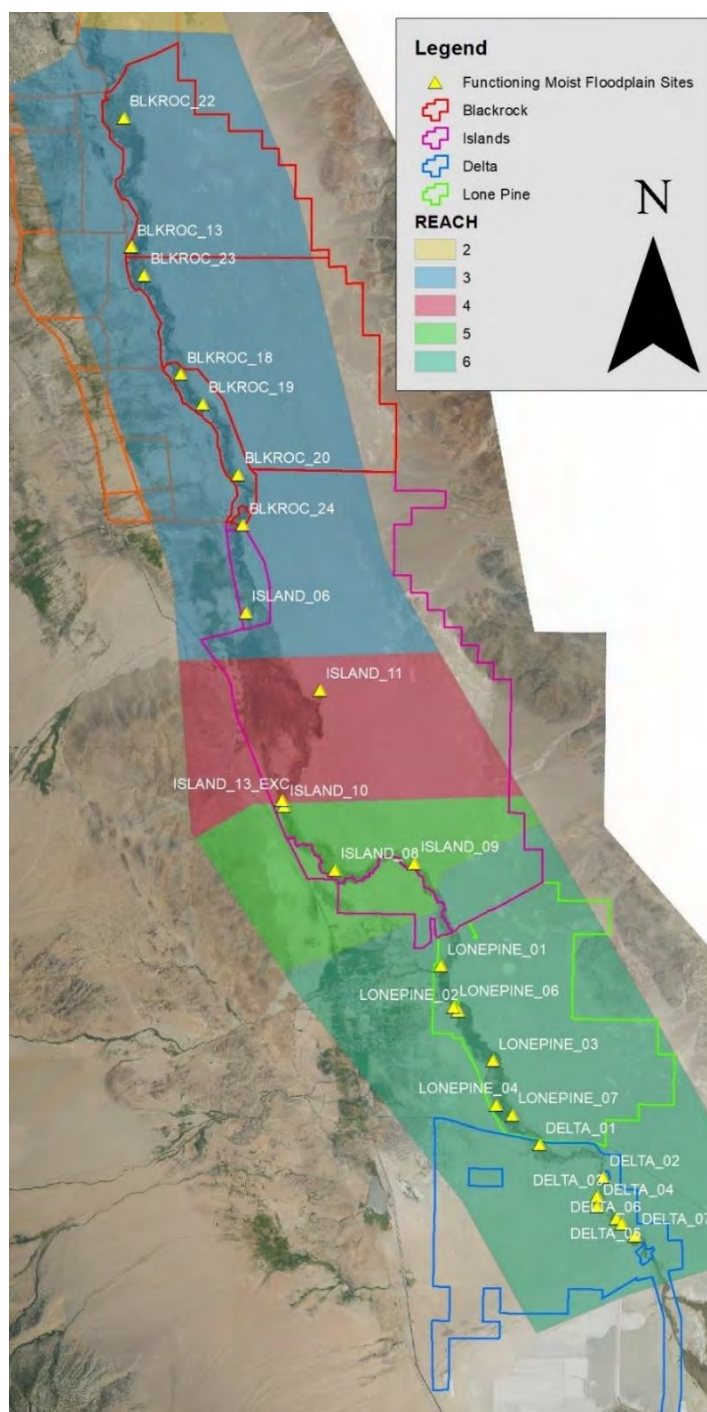 Legend
Functioning Moist Floodplain Sites
Blackrock
Islands
Delta
Lone Pine
REACH
2
3
4
5
6
N
BLKROC_22
BLKROC_13
BLKROC_23
BLKROC_18
BLKROC_19
BLKROC_20
BLKROC_24
ISLAND_06
ISLAND_11
ISLAND_13_EXC
ISLAND_10
ISLAND_08
ISLAND_09
LONEPINE_01
LONEPINE_02
LONEPINE_06
LONEPINE_03
LONEPINE_04
LONEPINE_07
DELTA_01
DELTA_02
DELTA_03
DELTA_04
DELTA_06
DELTA_07
DELTA_05